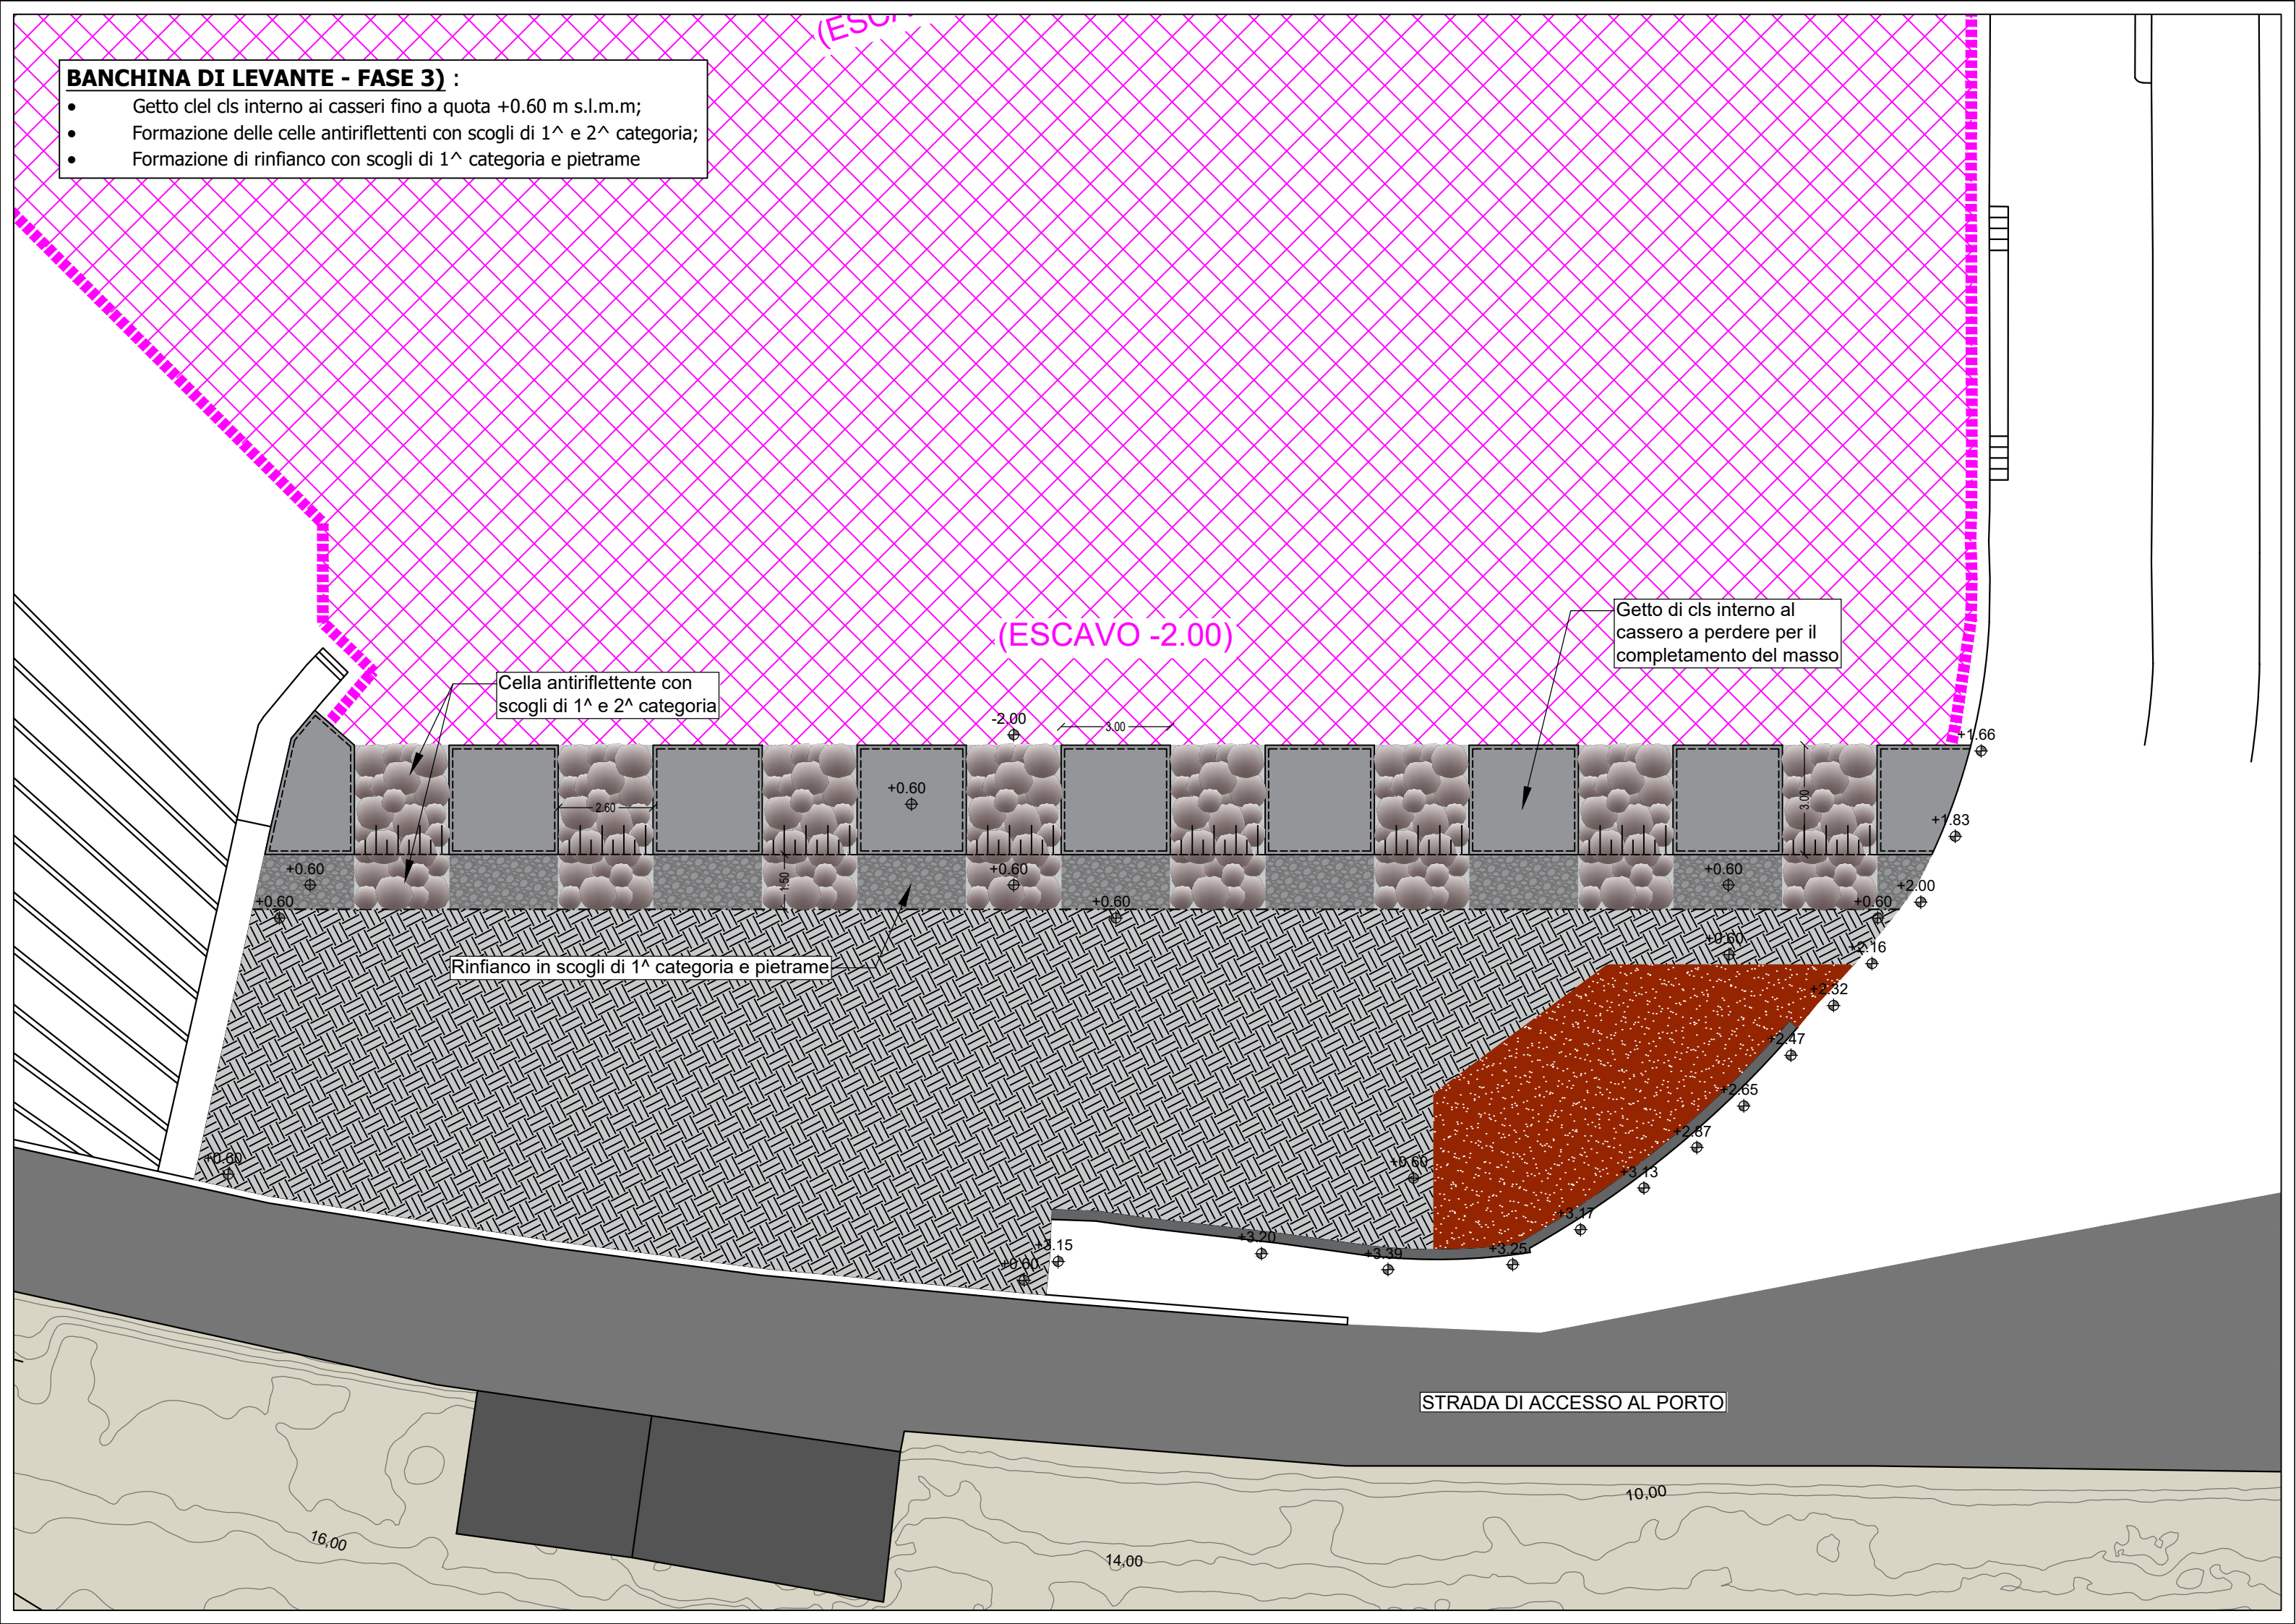 (ESCA
BANCHINA DI LEVANTE - FASE 3) :
• Getto clel cls interno ai casseri fino a quota +0.60 m s.l.m.m;
• Formazione delle celle antiriflettenti con scogli di 1^ e 2^ categoria;
• Formazione di rinfianco con scogli di 1^ categoria e pietrame
Getto di cls interno al
cassero a perdere per il
completamento del masso
(ESCAVO -2.00)
Cella antiriflettente con
scogli di 1^ e 2^ categoria
-2.00
3.00
+1.66
+0.60
2.60
3.00
+1.83
+0.60
1.50
+0.60
+0.60
+2.00
+0.60
+0.60
+0.60
+0.60
+2.16
Rinfianco in scogli di 1^ categoria e pietrame
+2.32
+2.47
+2.65
+2.87
+0.60
+0.60
+3.13
+3.17
+3.15
+3.20
+3.39
+3.25
+0.60
STRADA DI ACCESSO AL PORTO
10,00
16,00
14,00